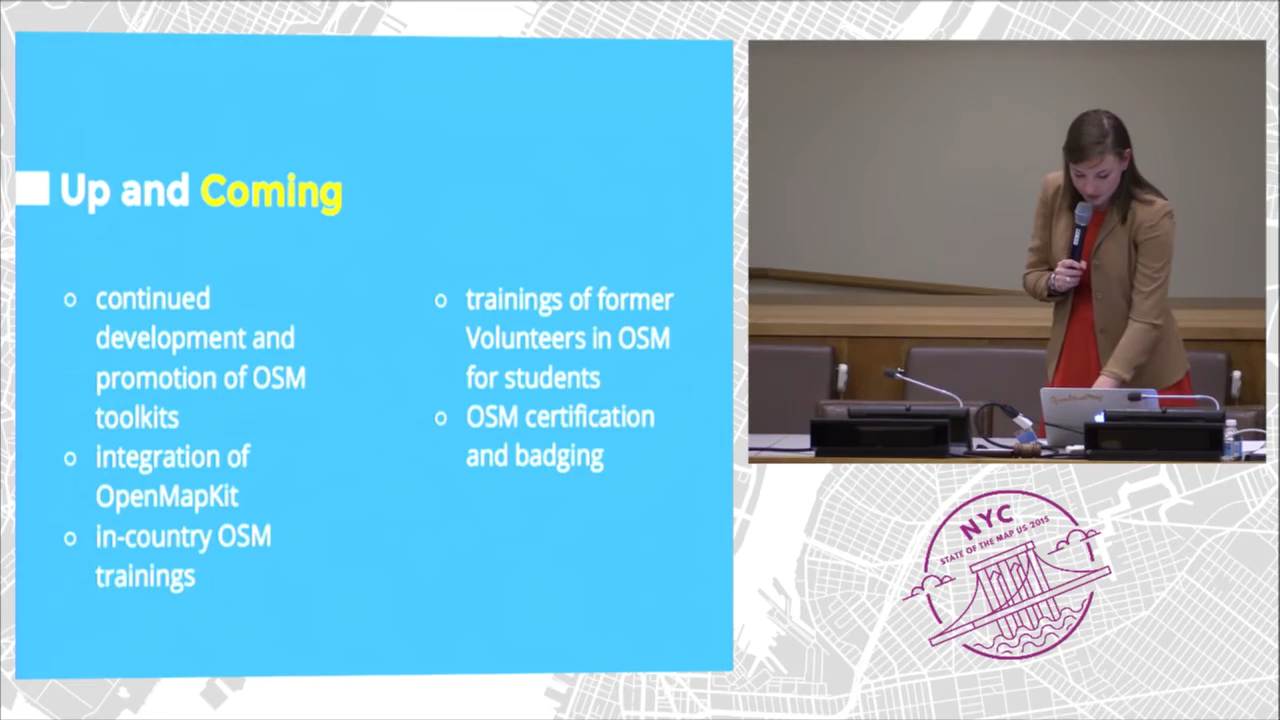 Up and Coming
continued
development and
promotion of OSM
toolkits
integration of
OpenMapKit
in-country OSM
trainings
trainings of former
Volunteers in OSM
for students
OSM certification
and badging
NYC
STATE OF THE MAP US 2015